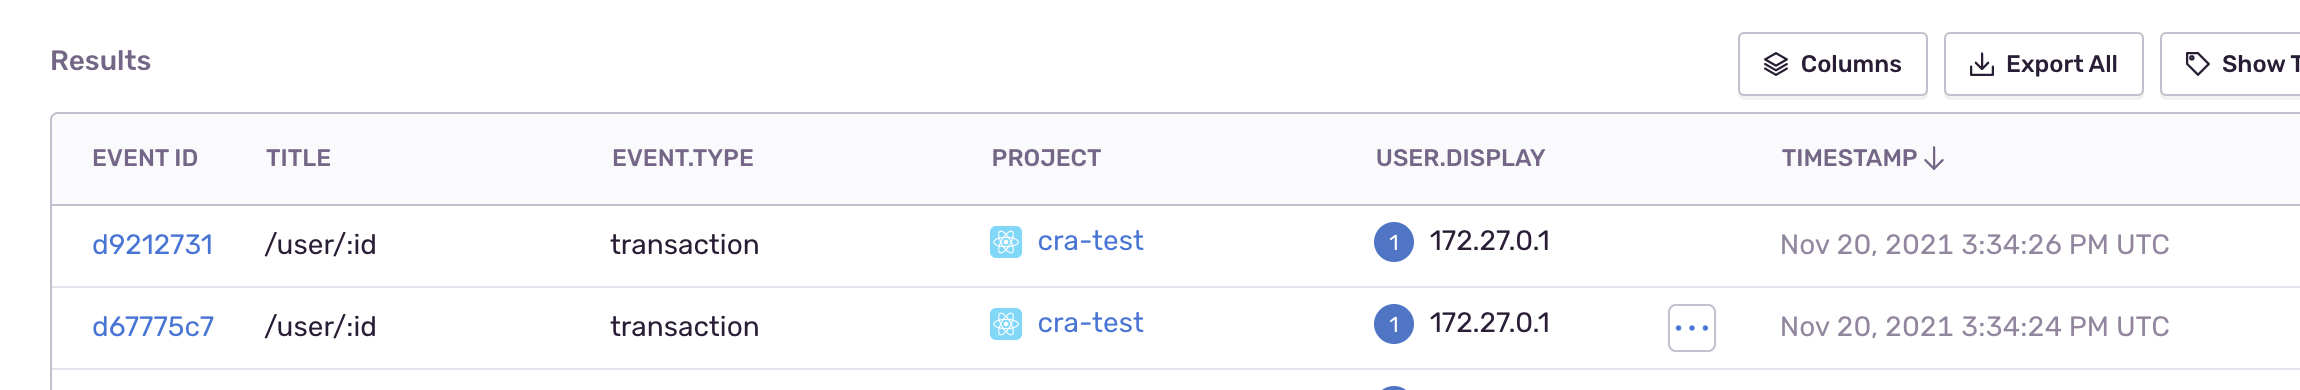 Results
Columns
Export All
Show
EVENT ID TITLE EVENT.TYPE PROJECT USER.DISPLAY TIMESTAMP
d9212731 /user/:id transaction cra-test 1 172.27.0.1 Nov 20, 2021 3:34:26 PM UTC
d67775c7 /user/:id transaction cra-test 1 172.27.0.1 ... Nov 20, 2021 3:34:24 PM UTC